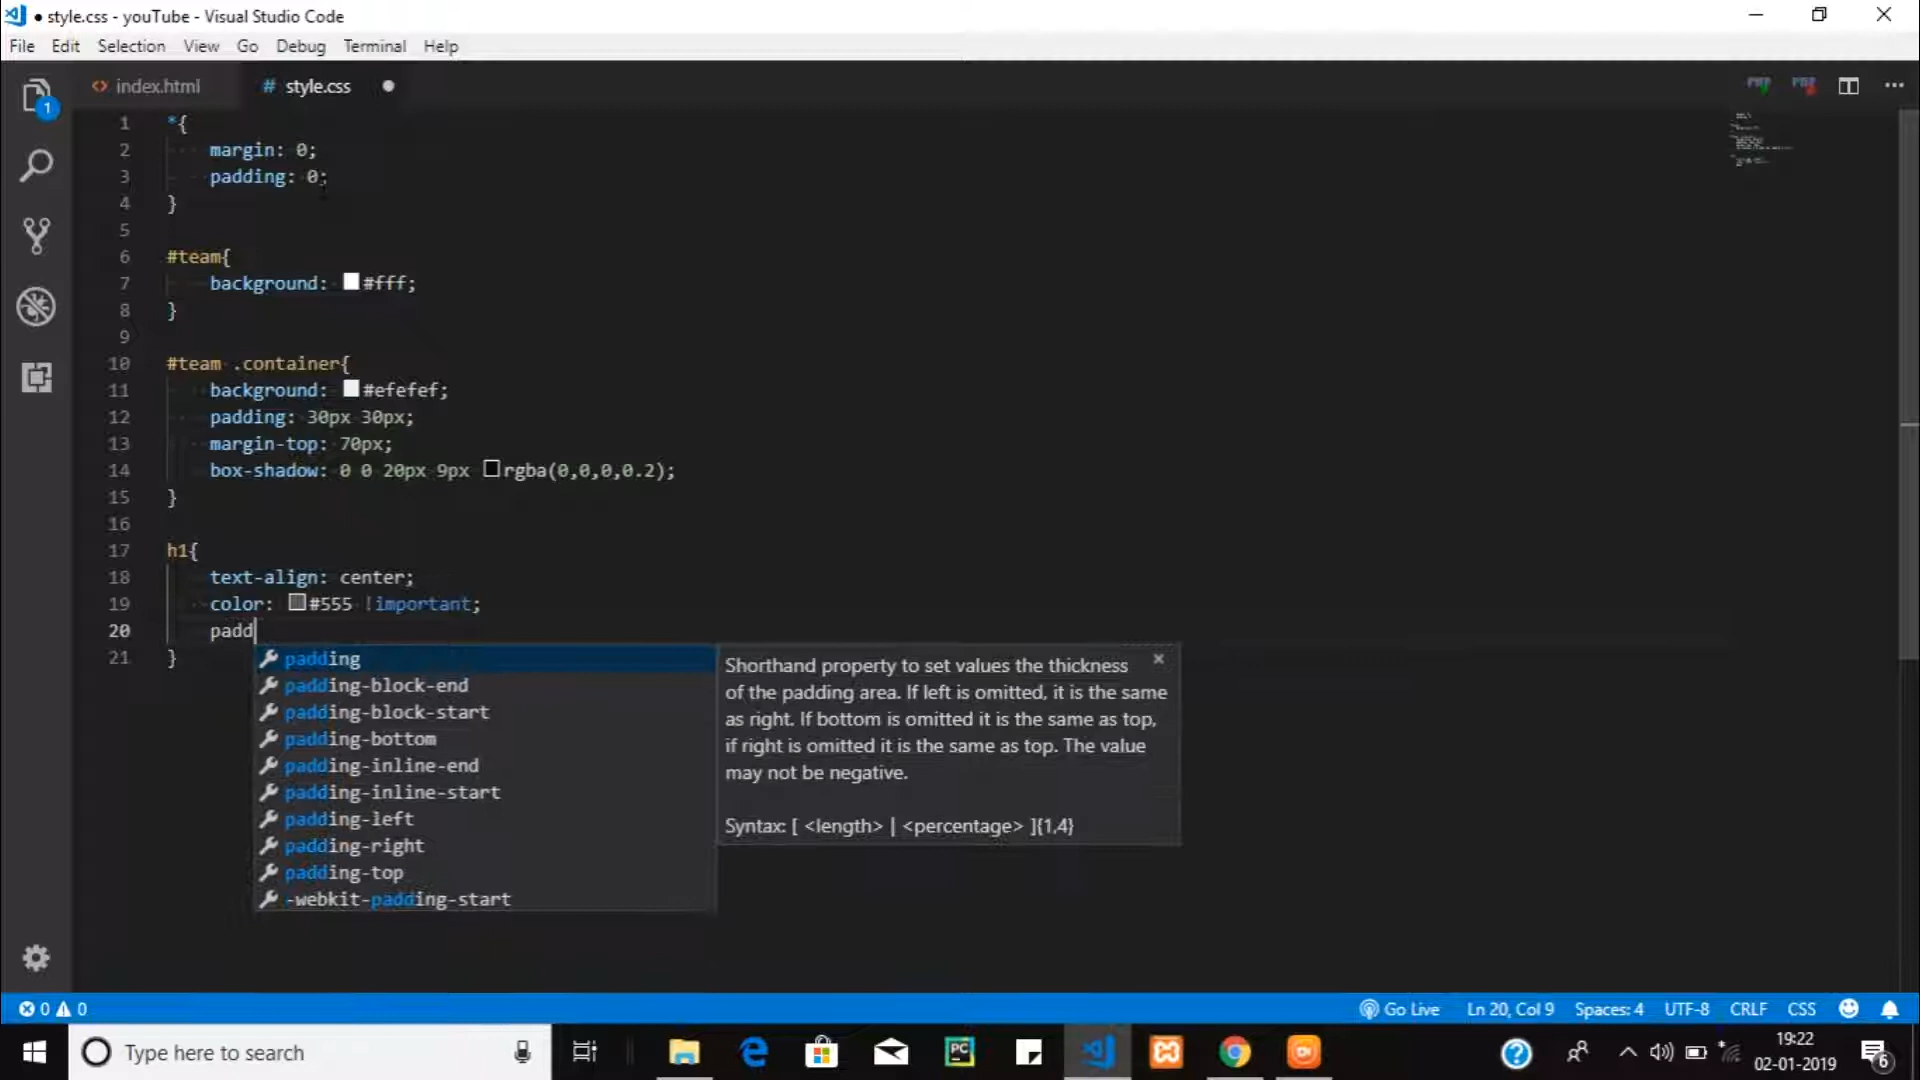 style.css - youTube - Visual Studio Code
File Edit Selection View Go Debug Terminal Help
index.html # style.css
1 *{
2 margin: 0;
3 padding: 0;
4 }
5
6 #team{
7 background: #fff;
8 }
9
10 #team .container{
11 background: #efefef;
12 padding: 30px 30px;
13 margin-top: 70px;
14 box-shadow: 0 0 20px 9px rgba(0,0,0,0.2);
15 }
16
17 h1{
18 text-align: center;
19 color: #555 !important;
20 padd
21 }
padding
padding-block-end
padding-block-start
padding-bottom
padding-inline-end
padding-inline-start
padding-left
padding-right
padding-top
-webkit-padding-start
Shorthand property to set values the thickness
of the padding area. If left is omitted, it is the same
as right. If bottom is omitted it is the same as top,
if right is omitted it is the same as top. The value
may not be negative.
Syntax: [ <length> | <percentage> ]{1,4}
1
0 0 Go Live Ln 20, Col 9 Spaces: 4 UTF-8 CRLF CSS
Type here to search
PC
19:22
02-01-2019
6